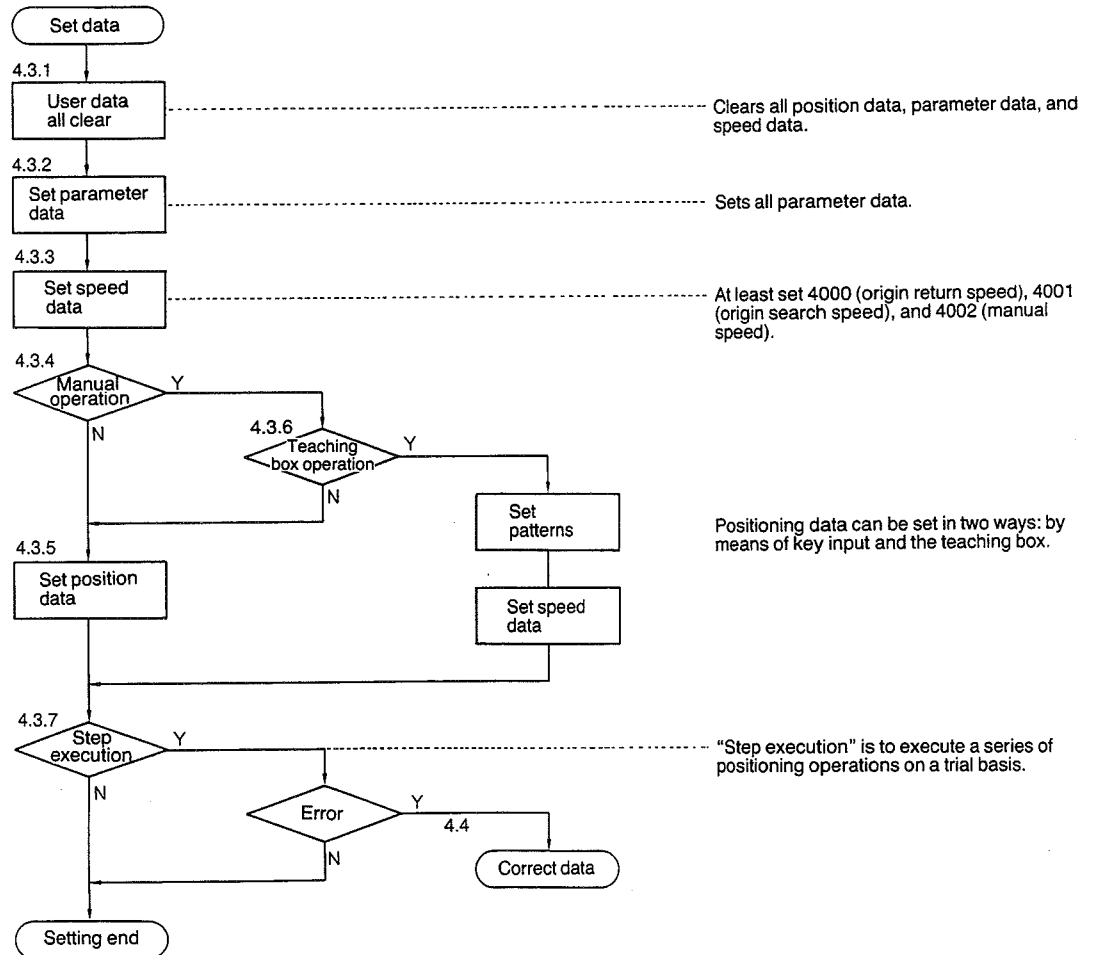 Set data
4.3.1
User data
all clear
Clears all position data, parameter data, and
speed data.
4.3.2
Set parameter
data
Sets all parameter data.
4.3.3
Set speed
data
At least set 4000 (origin return speed), 4001
(origin search speed), and 4002 (manual
speed).
4.3.4
Manual
operation
Y
N
4.3.6
Teaching
box operation
Y
N
Set
patterns
Positioning data can be set in two ways: by
means of key input and the teaching box.
4.3.5
Set position
data
Set speed
data
4.3.7
Step
execution
Y
N
"Step execution" is to execute a series of
positioning operations on a trial basis.
Error
Y
4.4
N
Correct data
Setting end